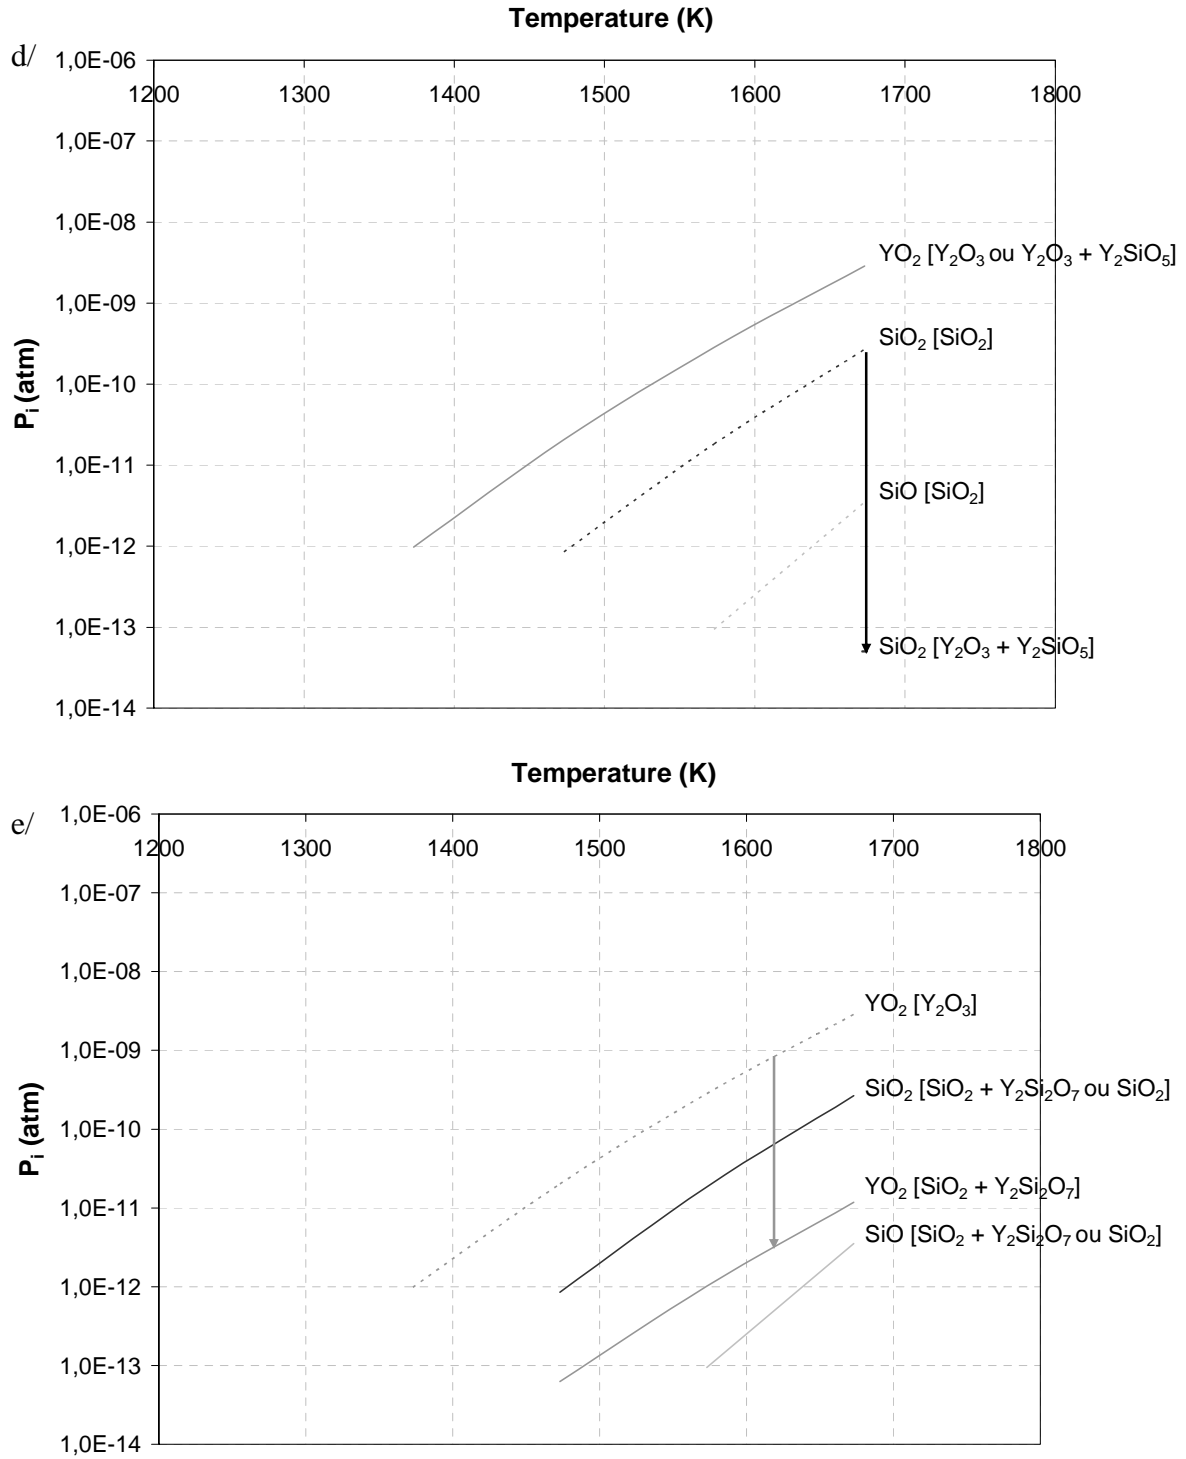 Temperature (K)
d/
1,0E-06
1200 1300 1400 1500 1600 1700 1800
1,0E-07
1,0E-08
YO₂ [Y₂O₃ ou Y₂O₃ + Y₂SiO₅]
1,0E-09
SiO₂ [SiO₂]
Pᵢ (atm)
1,0E-10
1,0E-11
SiO [SiO₂]
1,0E-12
1,0E-13
SiO₂ [Y₂O₃ + Y₂SiO₅]
1,0E-14
Temperature (K)
e/
1,0E-06
1200 1300 1400 1500 1600 1700 1800
1,0E-07
1,0E-08
YO₂ [Y₂O₃]
1,0E-09
SiO₂ [SiO₂ + Y₂Si₂O₇ ou SiO₂]
Pᵢ (atm)
1,0E-10
YO₂ [SiO₂ + Y₂Si₂O₇]
1,0E-11
SiO [SiO₂ + Y₂Si₂O₇ ou SiO₂]
1,0E-12
1,0E-13
1,0E-14